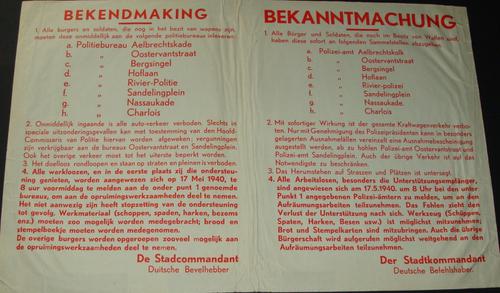 BEKENDMAKING
1. Alle burgers en soldaten, die nog in het bezit van wapens zijn,
moeten deze onmiddellijk aan de volgende politiebureau inleveren:
a. Politiebureau Aelbrechtskade
b. „ Oostervantstraat
c. „ Bergsingel
d. „ Hoflaan
e. „ Rivier-Politie
f. „ Sandelingplein
g. „ Nassaukade
h. „ Charlois
2. Onmiddellijk ingaande is alle auto-verkeer verboden. Slechts in
speciale uitzonderingsgevallen kan met toestemming van den Hoofd-
Commissaris van Politie hiervan worden afgeweken: vergunningen
zijn verkrijgbaar aan de bureaux Oostervantstraat en Sandelingplein.
Ook het overige verkeer moet tot het uiterste beperkt worden.
3. Het doelloos rondloopen en staan op straten en pleinen is verboden.
4. Alle werkloozen, en in de eerste plaats zij die ondersteu-
ning genieten, worden aangewezen zich op 17 Mei 1940, te
8 uur voormiddag te melden aan de onder punt 1 genoemde
bureau, om aan de opruimingswerkzaamheden deel te nemen.
Het niet aanwezig zijn heeft stopzetting van de ondersteuning
tot gevolg. Werkmateriaal (schoppen, spaden, harken, bezems
enz.) moeten zoo mogelijk worden medegebracht; brood en
stempelboekje moeten worden medegenomen.
De overige burgers worden opgeroepen zooveel mogelijk aan
de opruimingswerkzaamheden deel te nemen.
De Stadcommandant
Duitsche Bevelhebber
BEKANNTMACHUNG
1. Alle Bürger und Soldaten, die noch im Besitz von Waffen sind,
haben diese sofort an folgenden Sammelstellen abzugeben.
a. Polizei-amt Aelbrechtskolk
b. „ Oostervantstraat
c. „ Bergsingel
d. „ Hoflaan
e. „ Rivier-polizei
f. „ Sandelingplein
g. „ Nassaukade.
h. „ Charlois
2. Mit sofortiger Wirkung ist der gesamte Kraftwagenverkehr verbo-
ten. Nur mit Genehmigung des Polizeipräsidenten kann in besonders
gelagerten Ausnahmefällen vereinzelt eine Ausnahmebescheinigung
ausgestellt werden, ab zu hohlen Polizei-amt Oostervantstraat und
Polizei-amt Sandelingplein. Auch der übrige Verkehr ist auf das
Notwendigste zu beschränken.
3. Das Herumstehen auf Strassen und Plätzen ist untersagt.
4. Alle Arbeitslosen, besonders die Unterstützungsempfänger,
sind angewiesen sich am 17.5.1940. um 8 Uhr bei den unter
Punkt 1 angegebenen Polizei-ämtern zu melden, um an den
Aufräumungsarbeiten teilzunehmen. Das Fehlen zieht den
Verlust der Unterstützung nach sich. Werkzeug (Schüppen,
Spaten, Harken, Besen usw.) ist möglichst mitzunehmen;
Brot und Stempelkarten sind mitzubringen. Auch die übrige
Bürgerschaft wird aufgerufen möglichst weitgehend an den
Aufräumungsarbeiten teilzunehmen.
Der Stadtkommandant
Deutsche Befehlshaber.